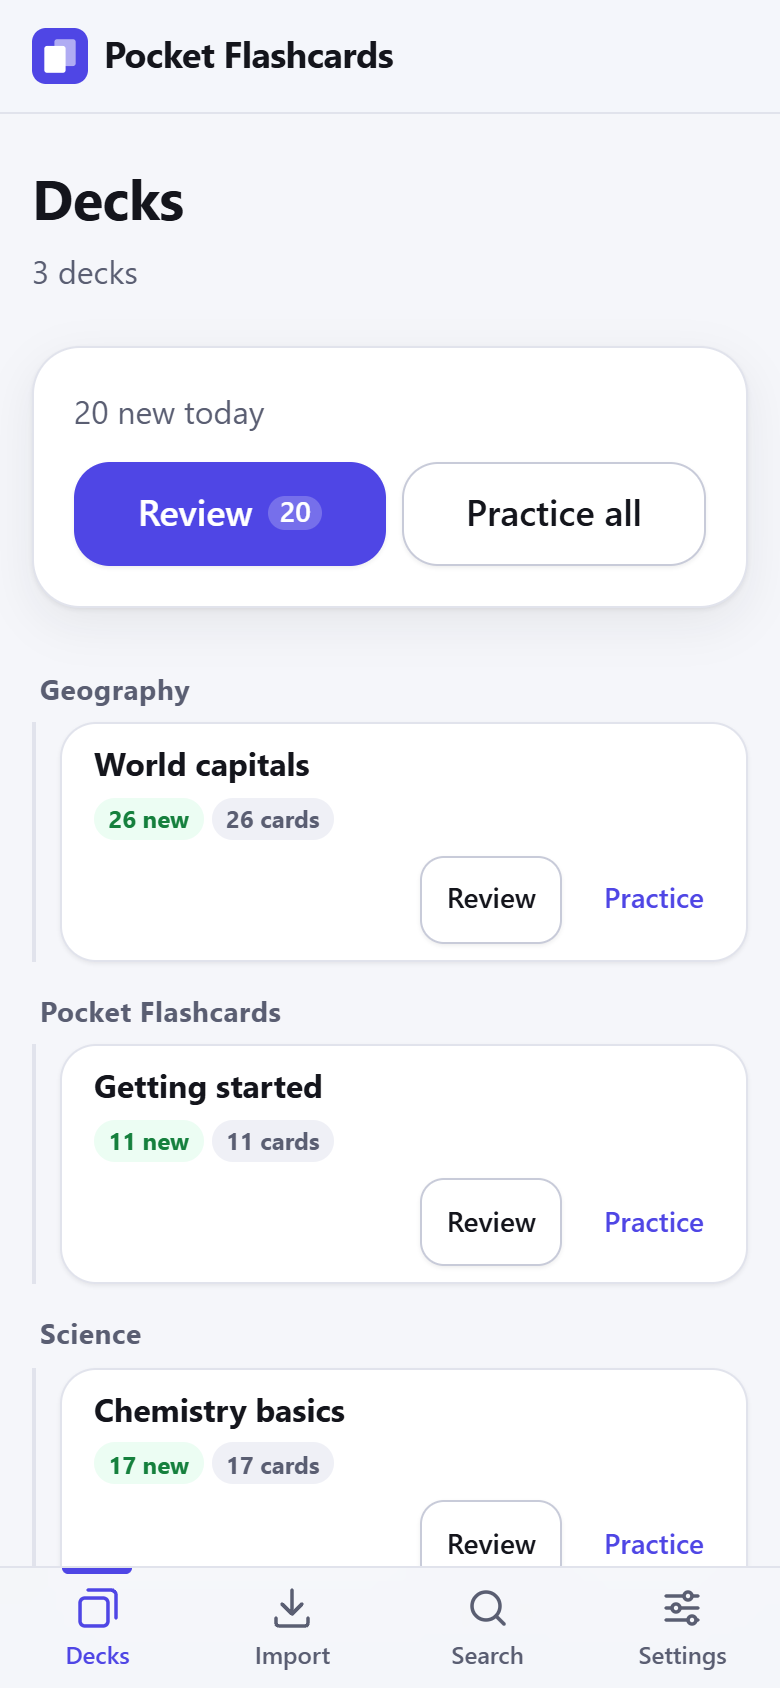 Pocket Flashcards
Decks
3 decks
20 new today
Review 20 Practice all
Geography
World capitals
26 new 26 cards
Review Practice
Pocket Flashcards
Getting started
11 new 11 cards
Review Practice
Science
Chemistry basics
17 new 17 cards
Review Practice
Decks Import Search Settings